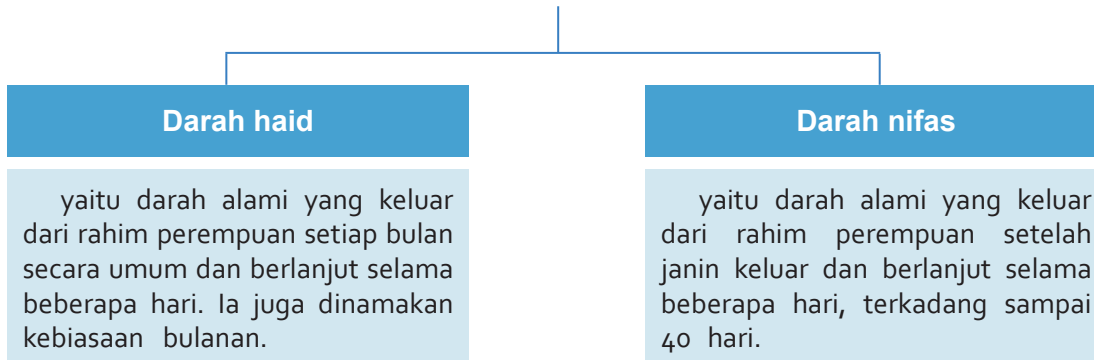 Darah haid
yaitu darah alami yang keluar
dari rahim perempuan setiap bulan
secara umum dan berlanjut selama
beberapa hari. Ia juga dinamakan
kebiasaan bulanan.
Darah nifas
yaitu darah alami yang keluar
dari rahim perempuan setelah
janin keluar dan berlanjut selama
beberapa hari, terkadang sampai
40 hari.